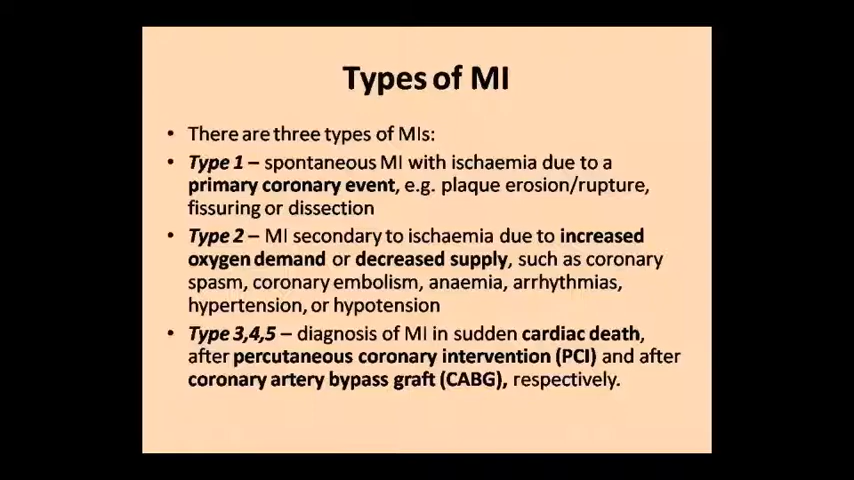 Types of MI
• There are three types of MIs:
• Type 1 – spontaneous MI with ischaemia due to a
primary coronary event, e.g. plaque erosion/rupture,
fissuring or dissection
• Type 2 – MI secondary to ischaemia due to increased
oxygen demand or decreased supply, such as coronary
spasm, coronary embolism, anaemia, arrhythmias,
hypertension, or hypotension
• Type 3,4,5 – diagnosis of MI in sudden cardiac death,
after percutaneous coronary intervention (PCI) and after
coronary artery bypass graft (CABG), respectively.